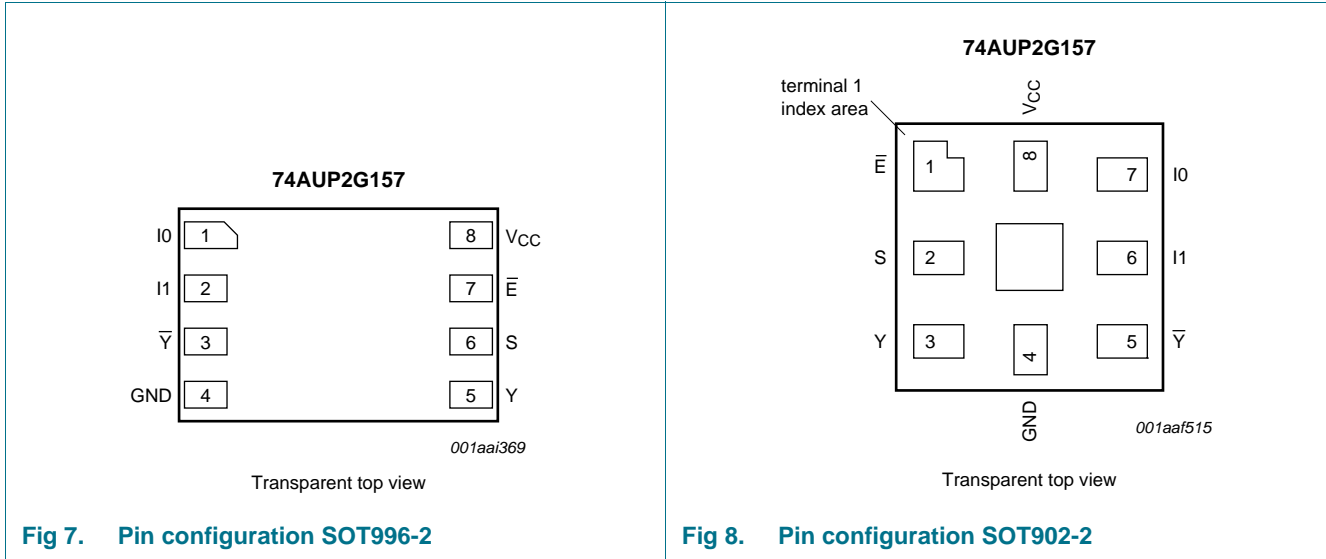 74AUP2G157
I0 1 8 VCC
I1 2 7 E̅
Y̅ 3 6 S
GND 4 5 Y
001aai369
Transparent top view
Fig 7. Pin configuration SOT996-2
74AUP2G157
terminal 1
index area
VCC
E̅ 1 8 7 I0
S 2 6 I1
Y 3 4 5 Y̅
GND
001aaf515
Transparent top view
Fig 8. Pin configuration SOT902-2